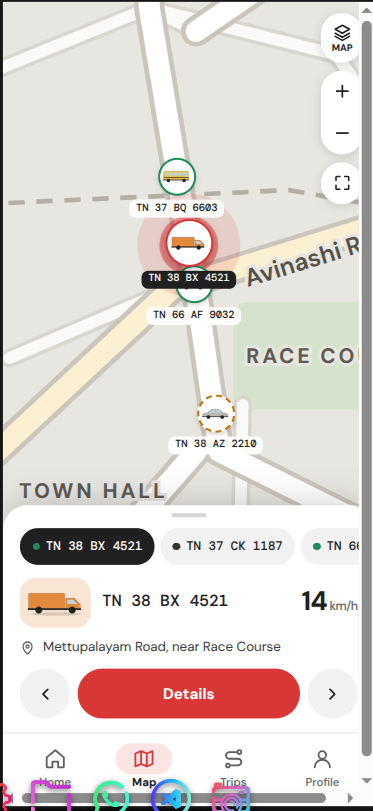 MAP
TN 37 BQ 6603
TN 38 BX 4521
Avinashi R
TN 66 AF 9032
RACE COU
TN 38 AZ 2210
TOWN HALL
TN 38 BX 4521
TN 37 CK 1187
TN 66
TN 38 BX 4521
14 km/h
Mettupalayam Road, near Race Course
Details
Home
Map
Trips
Profile